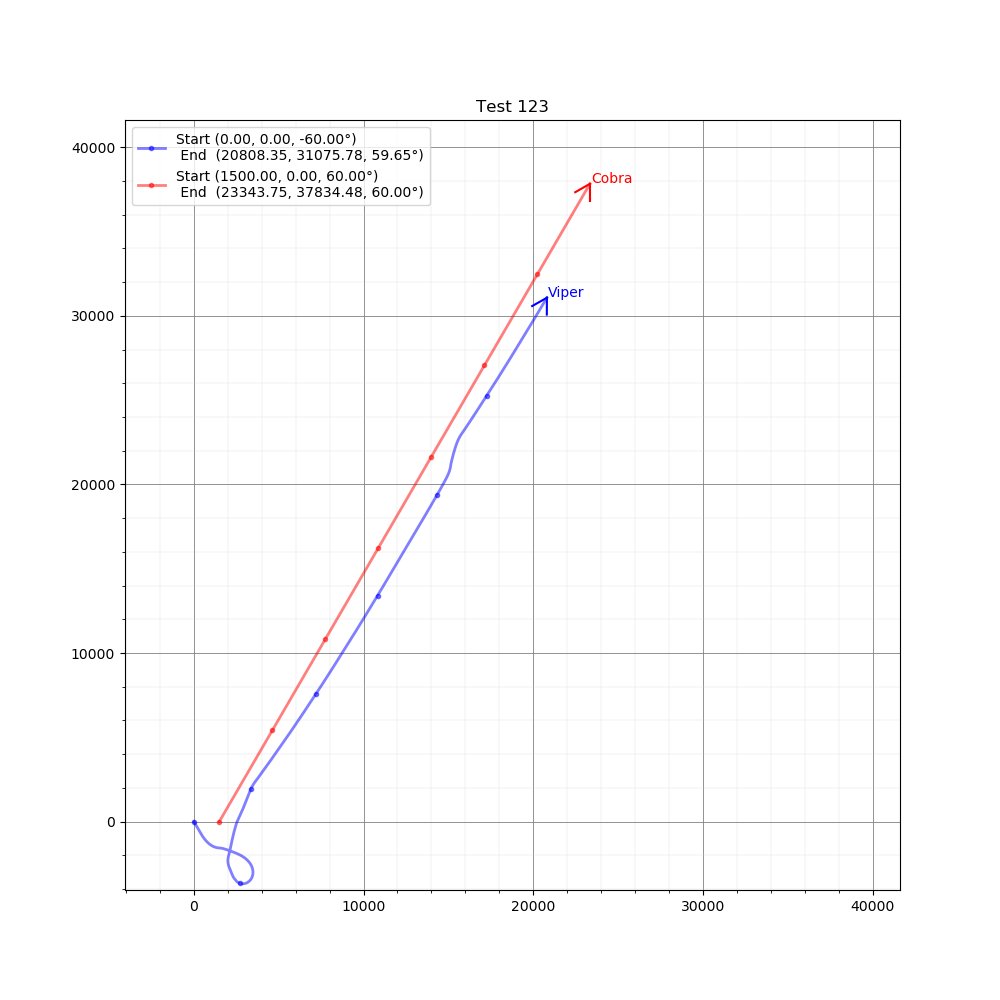 Test 123
Start (0.00, 0.00, -60.00°)
End (20808.35, 31075.78, 59.65°)
Start (1500.00, 0.00, 60.00°)
End (23343.75, 37834.48, 60.00°)
Cobra
Viper
40000
30000
20000
10000
0
0 10000 20000 30000 40000